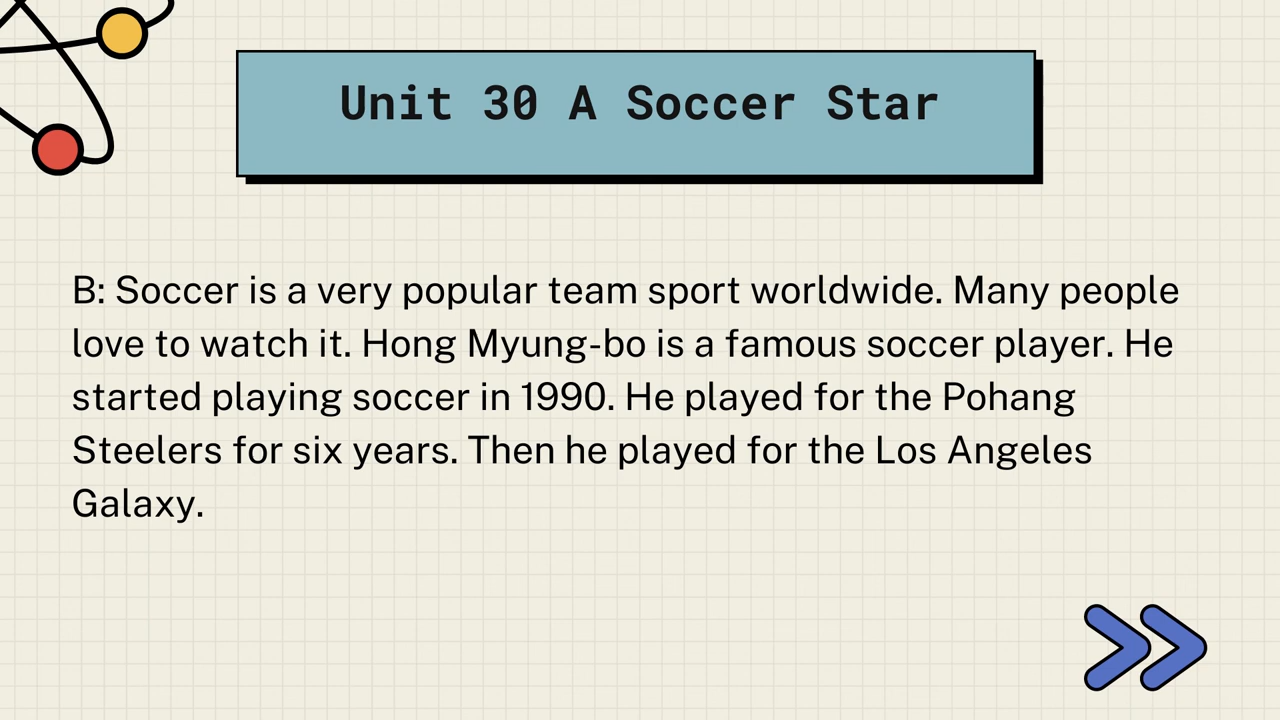 Unit 30 A Soccer Star
B: Soccer is a very popular team sport worldwide. Many people
love to watch it. Hong Myung-bo is a famous soccer player. He
started playing soccer in 1990. He played for the Pohang
Steelers for six years. Then he played for the Los Angeles
Galaxy.